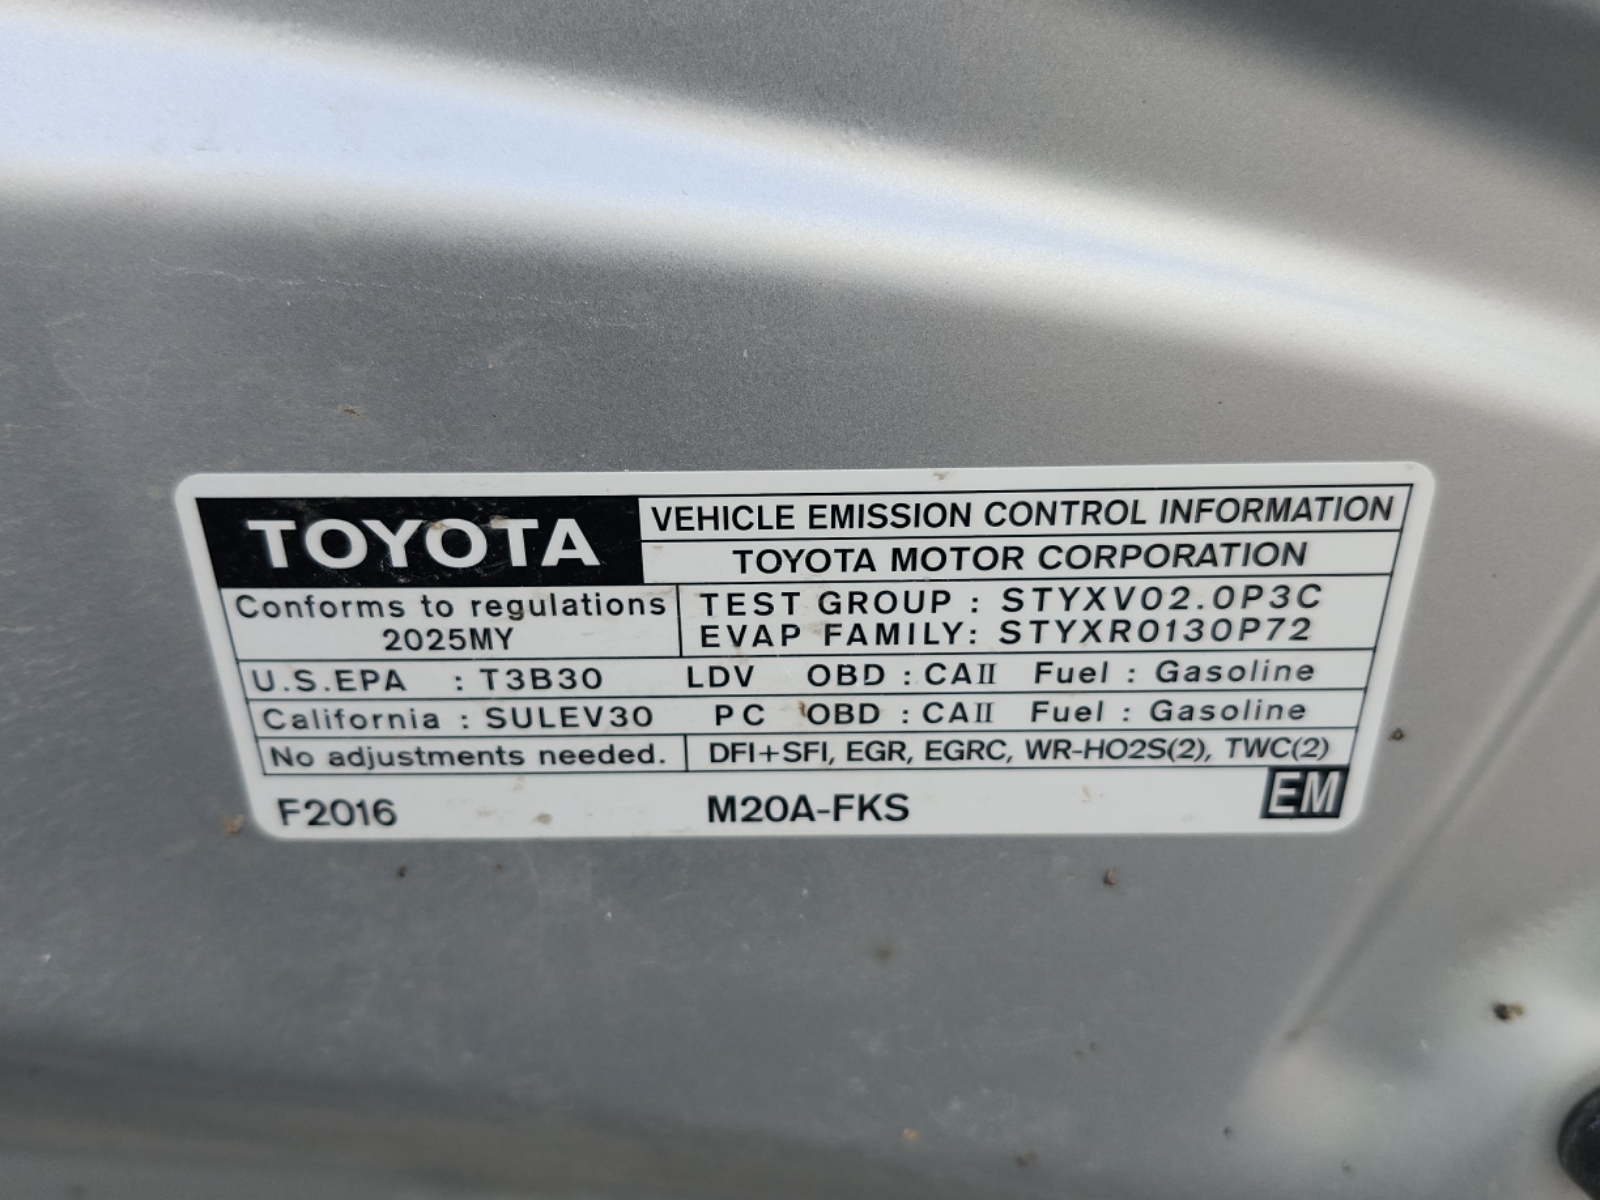 TOYOTA
VEHICLE EMISSION CONTROL INFORMATION
TOYOTA MOTOR CORPORATION
Conforms to regulations
2025MY
TEST GROUP : STYXV02.0P3C
EVAP FAMILY: STYXR0130P72
U.S.EPA : T3B30 LDV OBD : CAII Fuel : Gasoline
California : SULEV30 PC OBD : CAII Fuel : Gasoline
No adjustments needed. DFI+SFI, EGR, EGRC, WR-HO2S(2), TWC(2)
F2016 M20A-FKS EM